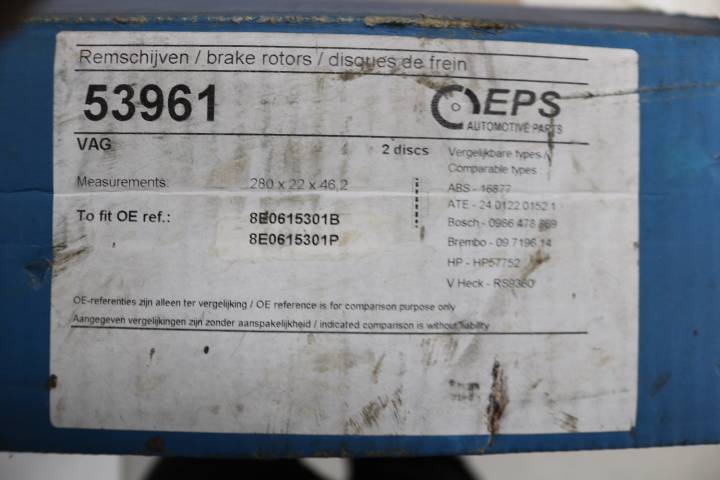 Remschijven / brake rotors / disques de frein
53961
EPS
AUTOMOTIVE PARTS
VAG
2 discs
Measurements:
280 x 22 x 46,2
To fit OE ref.:
8E0615301B
8E0615301P
Vergelijkbare types /
Comparable types
ABS - 16877
ATE - 24 0122 0152 1
Bosch - 0986 478 869
Brembo - 09 7196 14
HP - HP57752
V Heck - RS9360
OE-referenties zijn alleen ter vergelijking / OE reference is for comparison purpose only
Aangegeven vergelijkingen zijn zonder aanspakelijkheid / indicated comparison is without liability